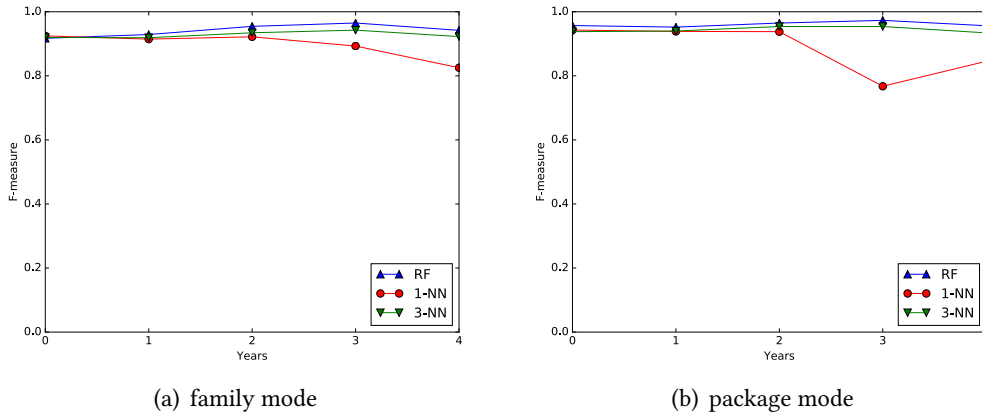 1.0
0.8
0.6
0.4
0.2
0.0
F-measure
0 1 2 3 4
Years
RF
1-NN
3-NN
(a) family mode
1.0
0.8
0.6
0.4
0.2
0.0
F-measure
0 1 2 3
Years
RF
1-NN
3-NN
(b) package mode